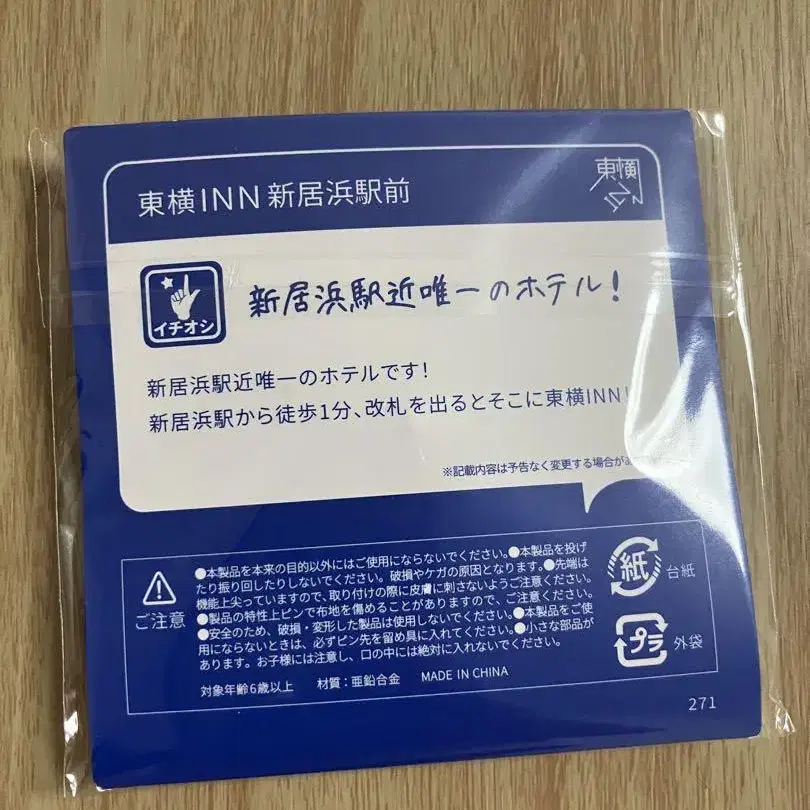 東横INN 新居浜駅前
東横INN
イチオシ
新居浜駅近唯一のホテル!
新居浜駅近唯一のホテルです!
新居浜駅から徒歩1分、改札を出るとそこに東横INN!
※記載内容は予告なく変更する場合があ
ご注意
●本製品を本来の目的以外にはご使用にならないでください。●本製品を投げ
たり振り回したりしないでください。破損やケガの原因となります。●先端は
機能上尖っていますので、取り付けの際に皮膚に刺さないようご注意ください。
●製品の特性上ピンで布地を傷めることがありますので、ご注意ください。
●安全のため、破損・変形した製品は使用しないでください。●本製品をご使
用にならないときは、必ずピン先を留め具に入れてください。●小さな部品が
あります。お子様には注意し、口の中には絶対に入れないでください。
対象年齢6歳以上 材質:亜鉛合金 MADE IN CHINA
紙 台紙
プラ 外袋
271